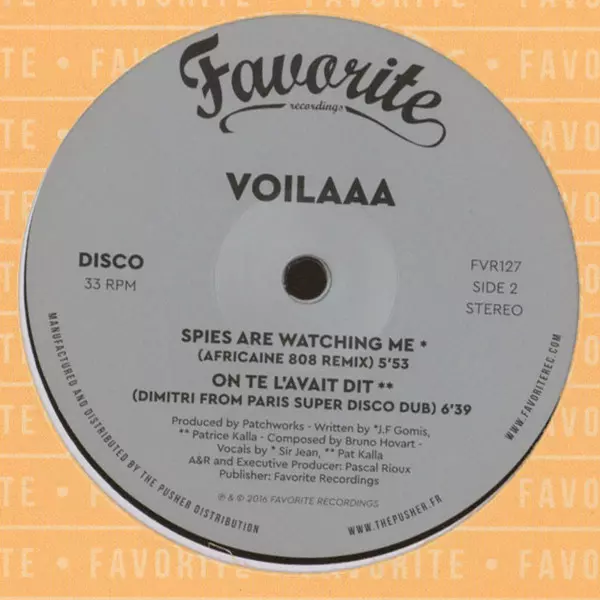 TE • FAVORITE • FAVO
Favorite
recordings
VOILAAA
DISCO
33 RPM
FVR127
SIDE 2
STEREO
SPIES ARE WATCHING ME *
(AFRICAINE 808 REMIX) 5'53
ON TE L'AVAIT DIT **
(DIMITRI FROM PARIS SUPER DISCO DUB) 6'39
Produced by Patchworks - Written by *J.F Gomis,
** Patrice Kalla - Composed by Bruno Hovart -
Vocals by * Sir Jean, ** Pat Kalla
A&R and Executive Producer: Pascal Rioux
Publisher: Favorite Recordings
℗ & © 2016 FAVORITE RECORDINGS
MANUFACTURED AND DISTRIBUTED BY THE PUSHER DISTRIBUTION
WWW.THEPUSHER.FR
WWW.FAVORITEREC.COM
• FAVORITE •